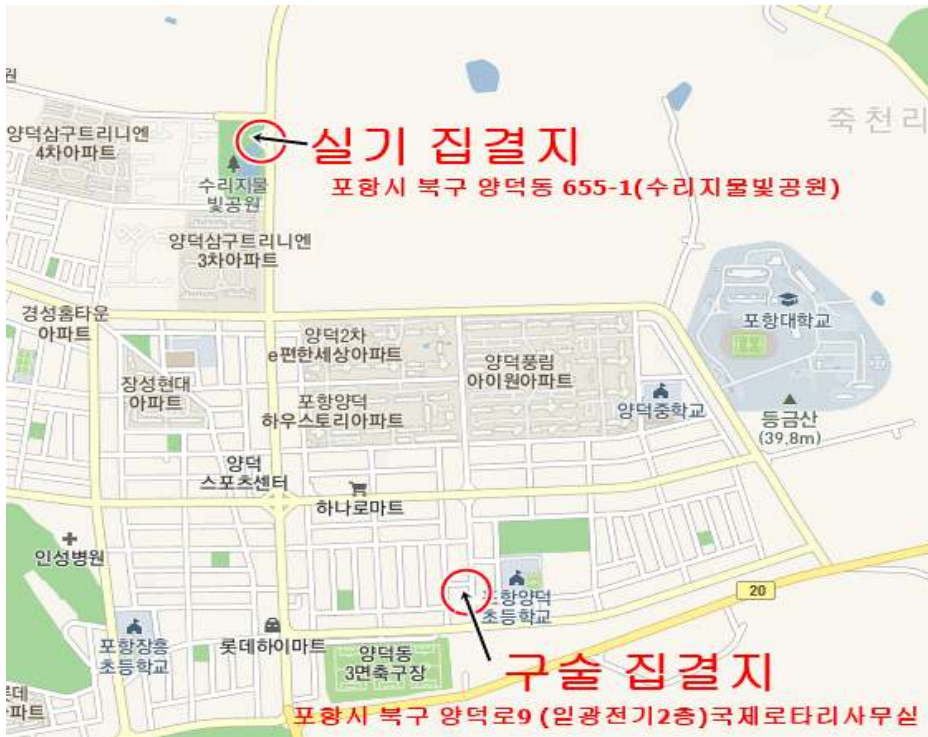 원
죽천리
양덕삼구트리니엔
4차아파트
실기 집결지
포항시 북구 양덕동 655-1(수리지물빛공원)
수리지물
빛공원
양덕삼구트리니엔
3차아파트
경성홈타운
아파트
양덕2차
e편한세상아파트
포항대학교
양덕풍림
아이원아파트
장성현대
아파트
포항양덕
하우스토리아파트
양덕중학교
등금산
(39.8m)
양덕
스포츠센터
하나로마트
인성병원
포항양덕
초등학교
20
포항장흥
초등학교
롯데하이마트
양덕동
3면축구장
구술 집결지
롯데
파트
포항시 북구 양덕로9 (일광전기2층)국제로타리사무실